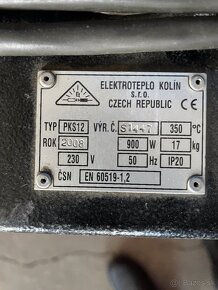 ELEKTROTEPLO KOLÍN
s.r.o.
CZECH REPUBLIC CE
TYP PKS12 VÝR. Č. 350 °C
ROK 2008 900 W 17 kg
230 V 50 Hz IP20
ČSN EN 60519-1,2